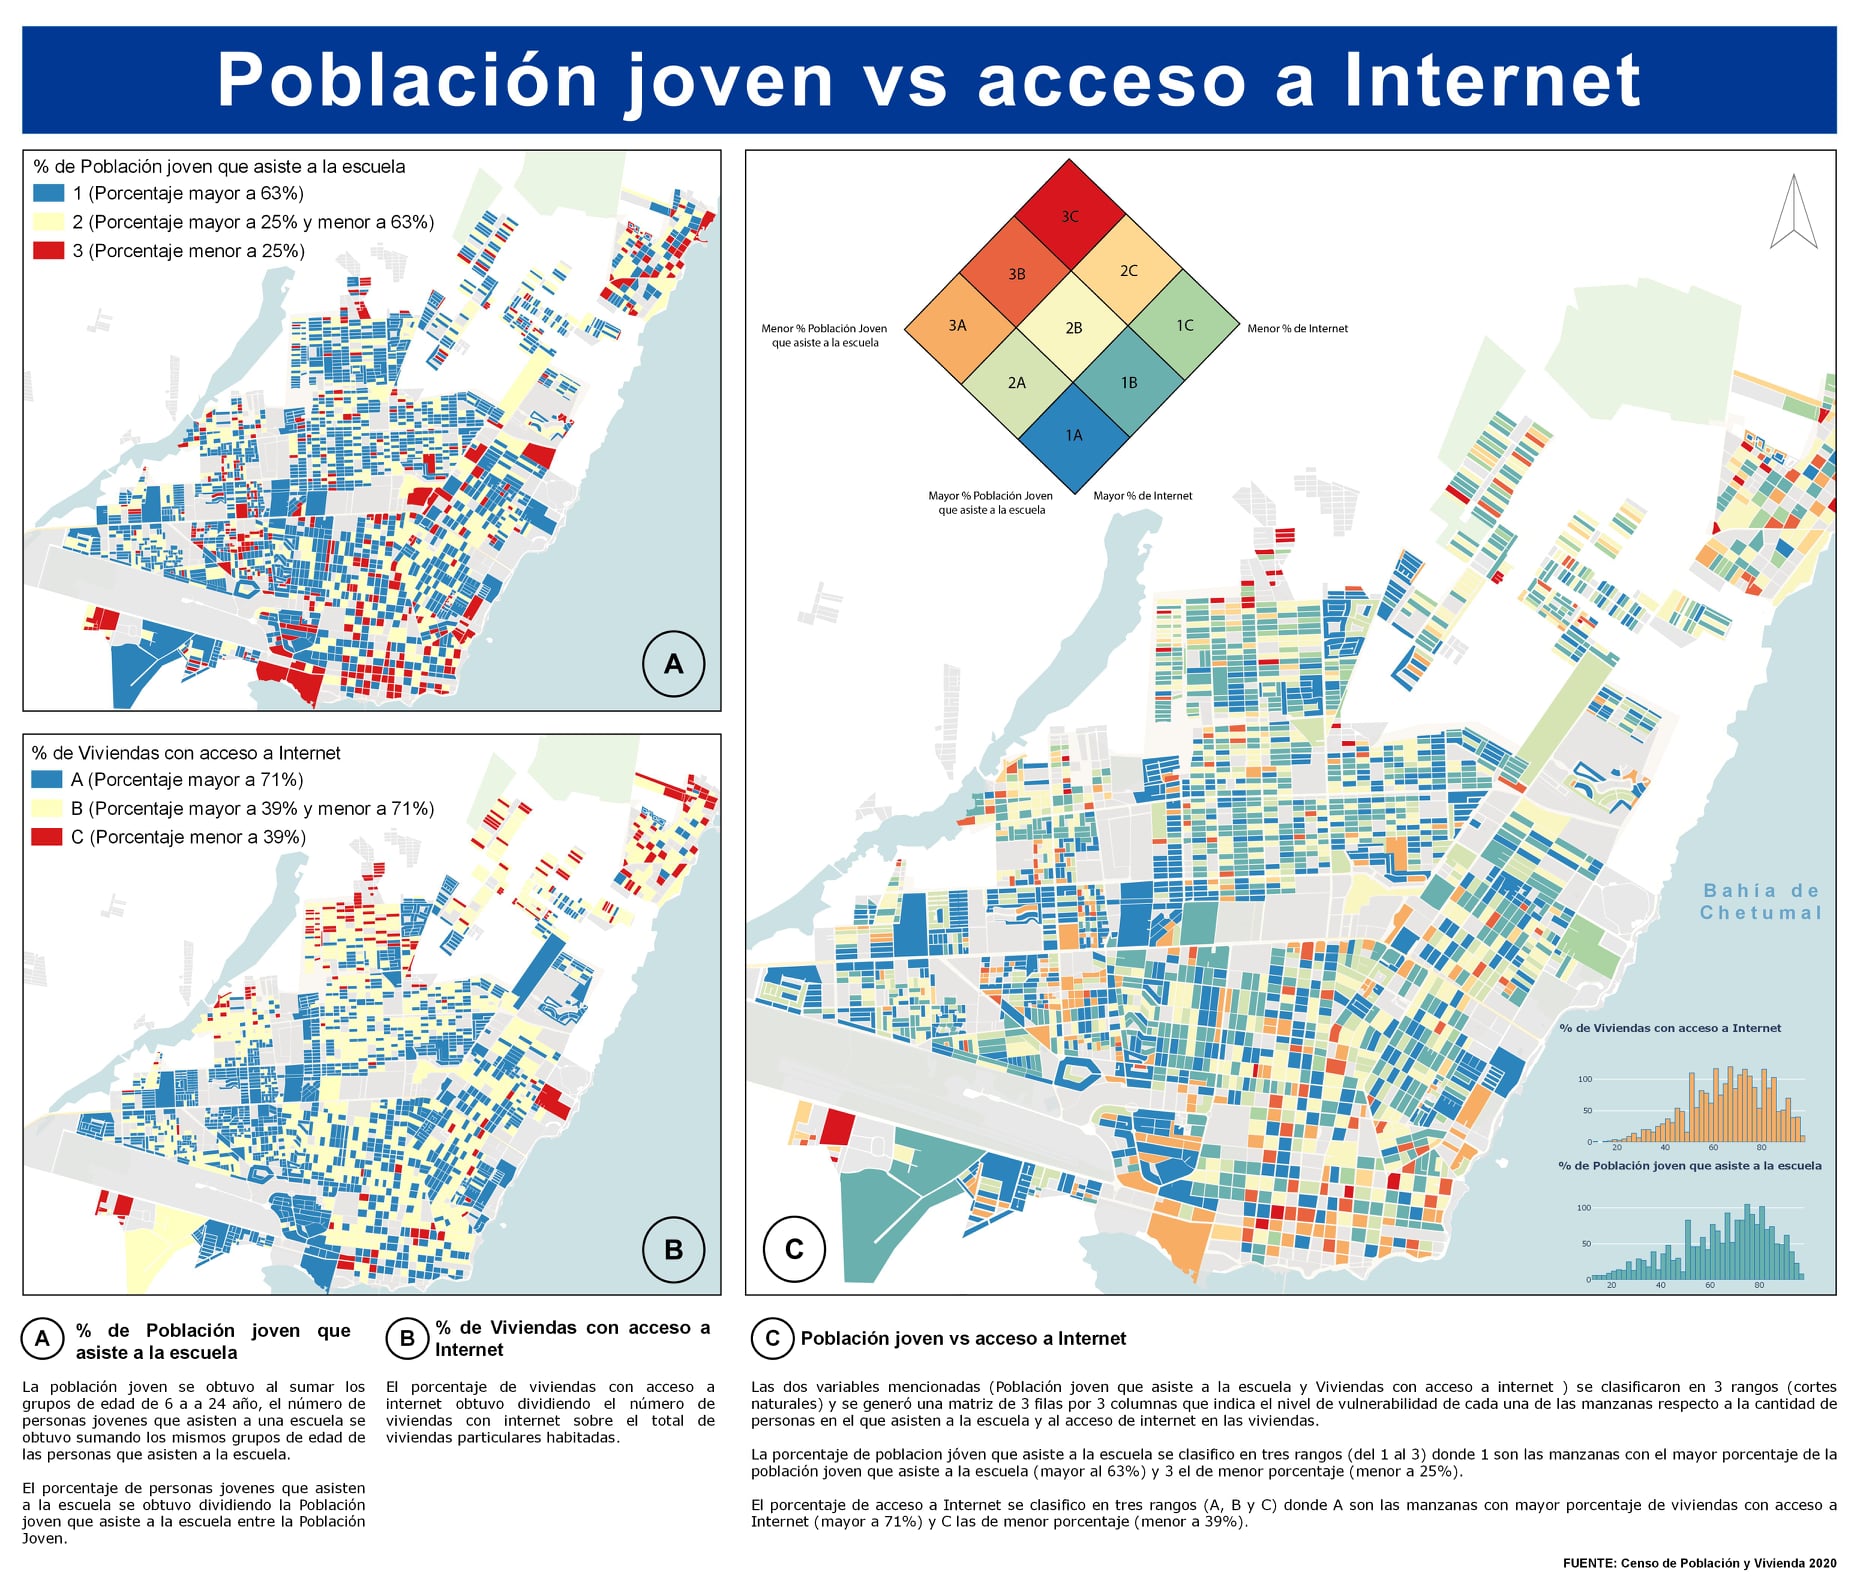 Población joven vs acceso a Internet
% de Población joven que asiste a la escuela
1 (Porcentaje mayor a 63%)
2 (Porcentaje mayor a 25% y menor a 63%)
3 (Porcentaje menor a 25%)
A
% de Viviendas con acceso a Internet
A (Porcentaje mayor a 71%)
B (Porcentaje mayor a 39% y menor a 71%)
C (Porcentaje menor a 39%)
B
3C
3B
2C
3A
2B
1C
2A
1B
1A
Menor % Población Joven
que asiste a la escuela
Menor % de Internet
Mayor % Población Joven
que asiste a la escuela
Mayor % de Internet
Bahía de
Chetumal
% de Viviendas con acceso a Internet
100
50
0
20 40 60 80
% de Población joven que asiste a la escuela
100
50
0
20 40 60 80
C
A
% de Población joven que
asiste a la escuela
La población joven se obtuvo al sumar los
grupos de edad de 6 a a 24 año, el número de
personas jovenes que asisten a una escuela se
obtuvo sumando los mismos grupos de edad de
las personas que asisten a la escuela.
El porcentaje de personas jovenes que asisten
a la escuela se obtuvo dividiendo la Población
joven que asiste a la escuela entre la Población
Joven.
B
% de Viviendas con acceso a
Internet
El porcentaje de viviendas con acceso a
internet obtuvo dividiendo el número de
viviendas con internet sobre el total de
viviendas particulares habitadas.
C
Población joven vs acceso a Internet
Las dos variables mencionadas (Población joven que asiste a la escuela y Viviendas con acceso a internet ) se clasificaron en 3 rangos (cortes
naturales) y se generó una matriz de 3 filas por 3 columnas que indica el nivel de vulnerabilidad de cada una de las manzanas respecto a la cantidad de
personas en el que asisten a la escuela y al acceso de internet en las viviendas.
La porcentaje de poblacion jóven que asiste a la escuela se clasifico en tres rangos (del 1 al 3) donde 1 son las manzanas con el mayor porcentaje de la
población joven que asiste a la escuela (mayor al 63%) y 3 el de menor porcentaje (menor a 25%).
El porcentaje de acceso a Internet se clasifico en tres rangos (A, B y C) donde A son las manzanas con mayor porcentaje de viviendas con acceso a
Internet (mayor a 71%) y C las de menor porcentaje (menor a 39%).
FUENTE: Censo de Población y Vivienda 2020